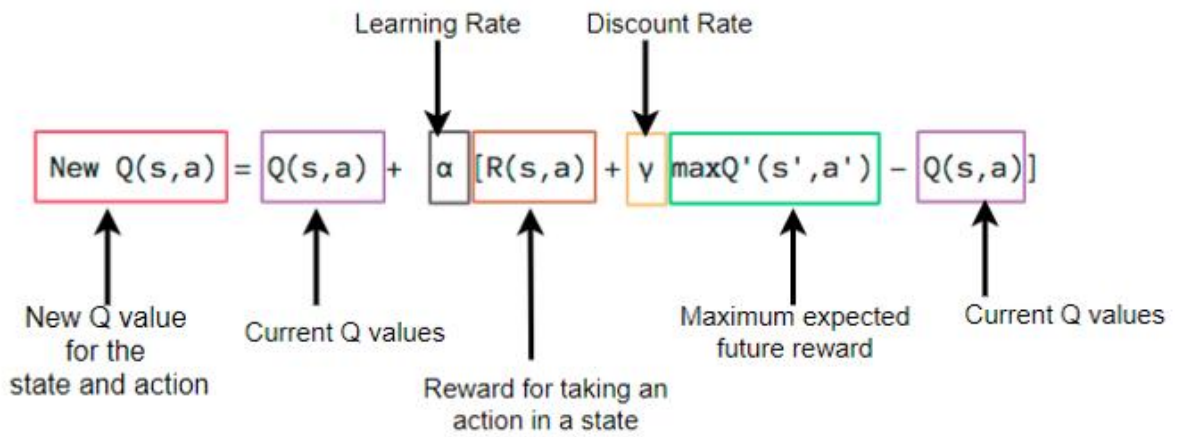 Learning Rate
Discount Rate
New Q(s,a) = Q(s,a) + α [R(s,a) + γ maxQ'(s',a') – Q(s,a)]
New Q value
for the
state and action
Current Q values
Reward for taking an
action in a state
Maximum expected
future reward
Current Q values